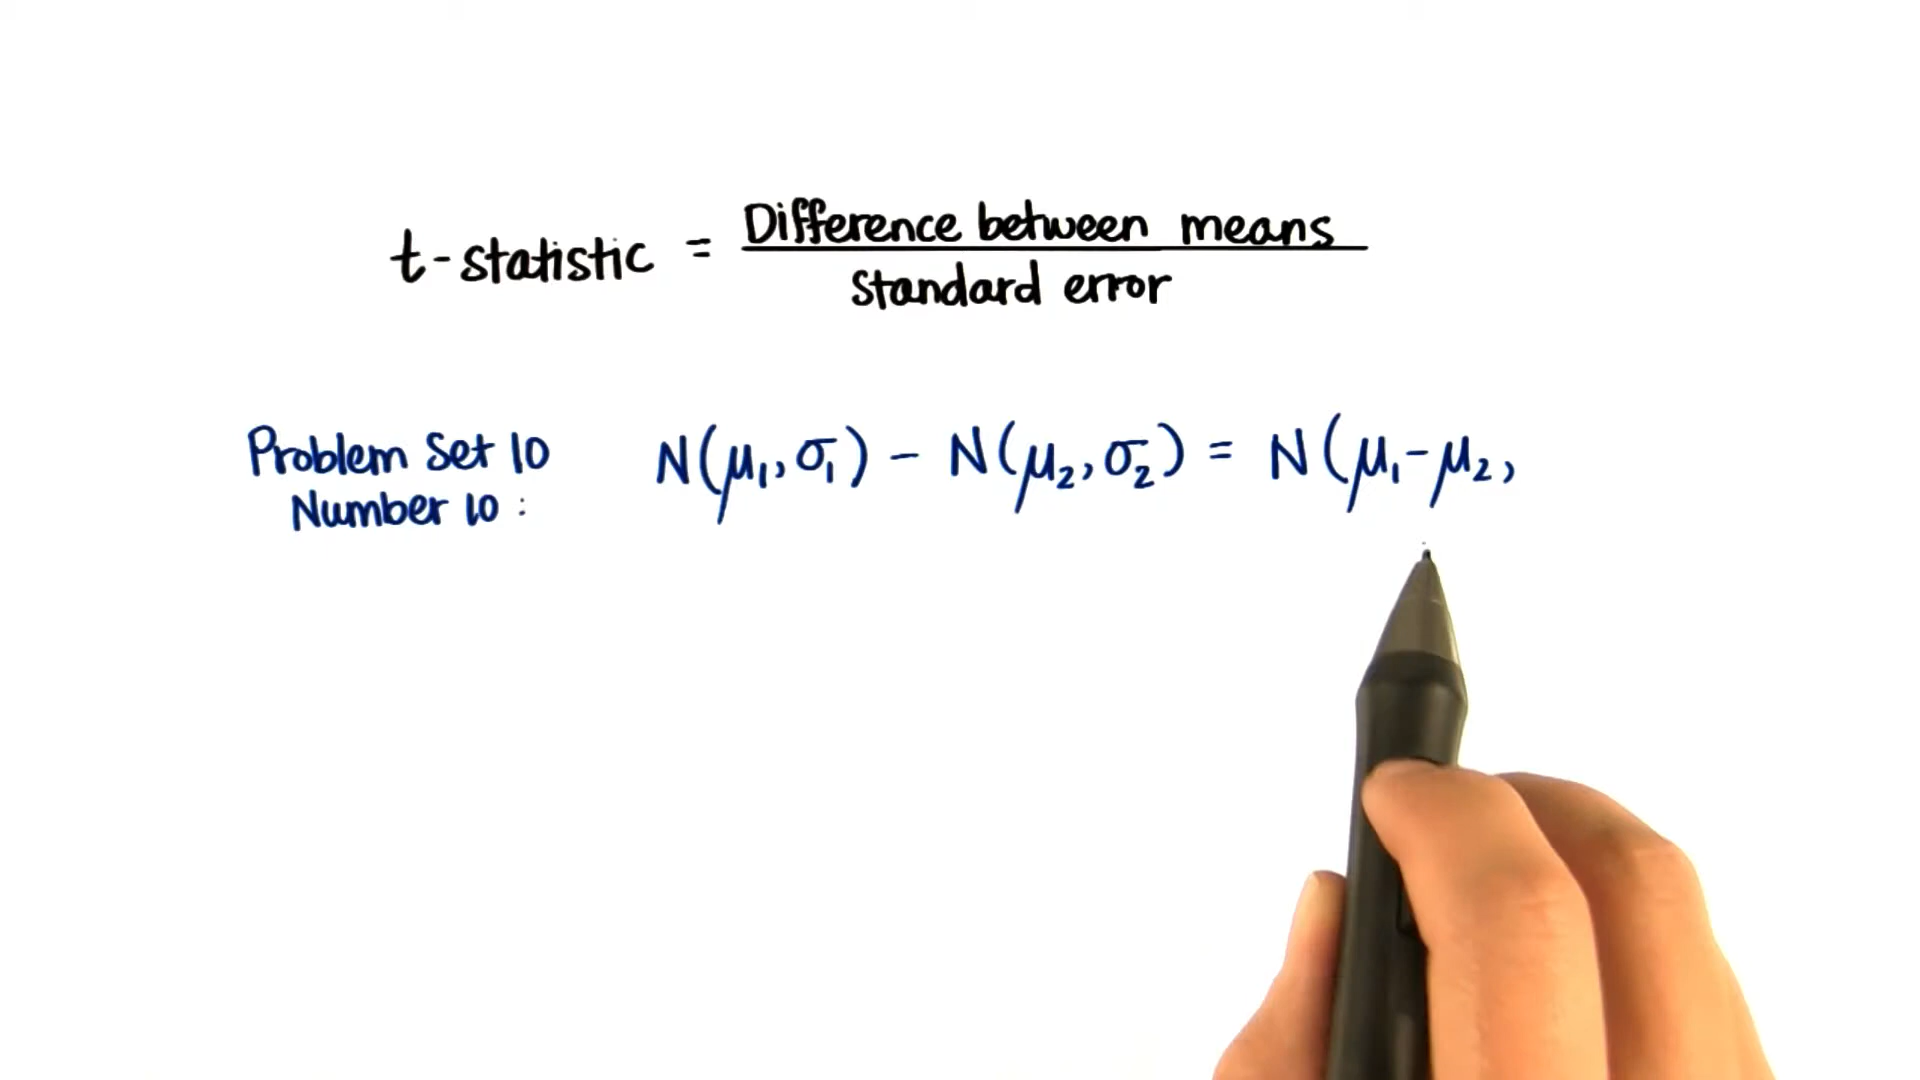 t-statistic = Difference between means
standard error
Problem Set 10
Number 10 :
N(μ₁, σ₁) - N(μ₂, σ₂) = N(μ₁-μ₂,